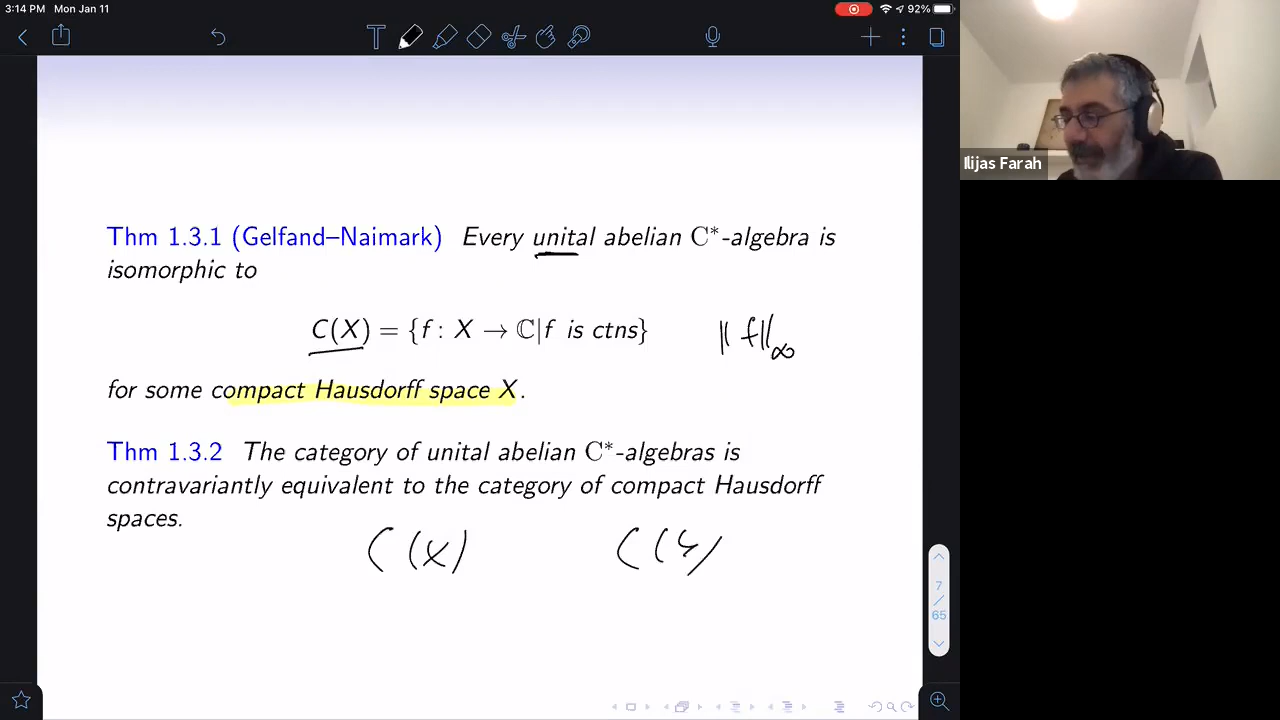 3:14 PM Mon Jan 11
92%
Ilijas Farah
Thm 1.3.1 (Gelfand–Naimark) Every unital abelian C*-algebra is
isomorphic to
C(X) = {f : X → ℂ|f is ctns}
‖f‖∞
for some compact Hausdorff space X.
Thm 1.3.2 The category of unital abelian C*-algebras is
contravariantly equivalent to the category of compact Hausdorff
spaces.
C(X) C(Y)
7
/
65